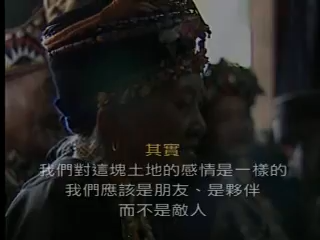 其實
我們對這塊土地的感情是一樣的
我們應該是朋友、是夥伴
而不是敵人